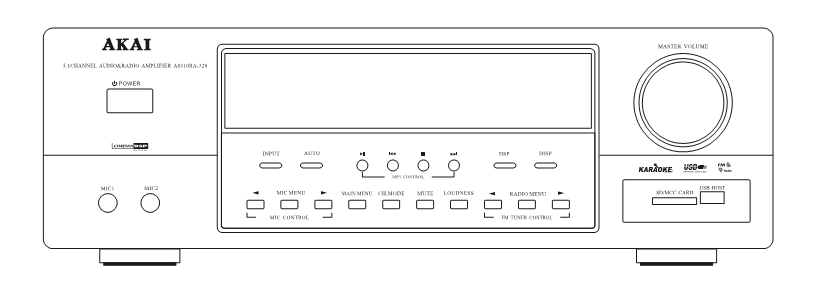 AKAI
5.1CHANNEL AUDIO&RADIO AMPLIFIER AS110RA-320
POWER
MASTER VOLUME
CINEMA DSP
INPUT AUTO DSP DISP
MP3 CONTROL
KARAOKE USB
MIC1 MIC2
MIC MENU MAIN MENU CH MODE MUTE LOUDNESS RADIO MENU
MIC CONTROL FM TUNER CONTROL
SD/MCC CARD USB HOST